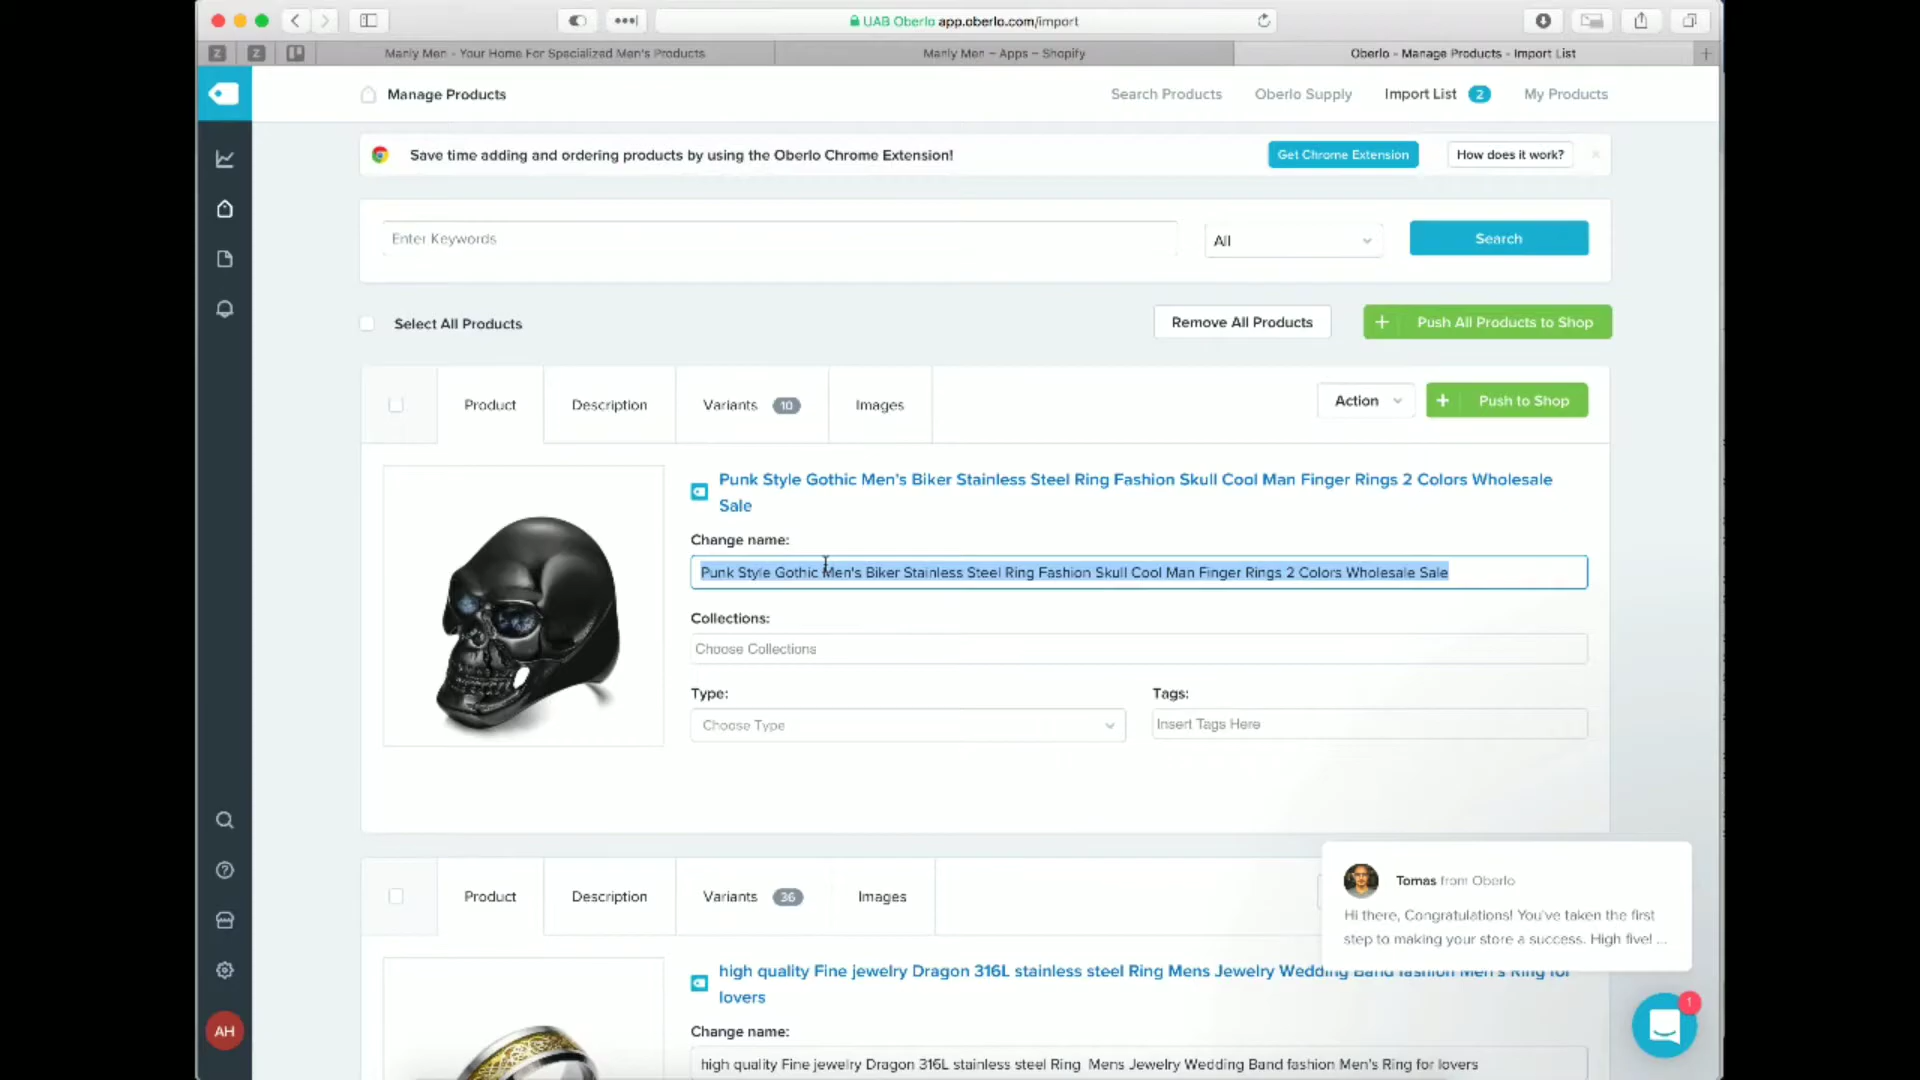 UAB Oberlo app.oberlo.com/import
Z
Z
Manly Men - Your Home For Specialized Men's Products
Manly Men – Apps – Shopify
Oberlo - Manage Products - Import List
Manage Products
Search Products
Oberlo Supply
Import List 2
My Products
Save time adding and ordering products by using the Oberlo Chrome Extension!
Get Chrome Extension
How does it work?
Enter Keywords
All
Search
Select All Products
Remove All Products
+ Push All Products to Shop
Product
Description
Variants 10
Images
Action
+ Push to Shop
Punk Style Gothic Men's Biker Stainless Steel Ring Fashion Skull Cool Man Finger Rings 2 Colors Wholesale
Sale
Change name:
Punk Style Gothic Men's Biker Stainless Steel Ring Fashion Skull Cool Man Finger Rings 2 Colors Wholesale Sale
Collections:
Choose Collections
Type:
Tags:
Choose Type
Insert Tags Here
Product
Description
Variants 36
Images
Tomas from Oberlo
Hi there, Congratulations! You've taken the first
step to making your store a success. High five! ...
high quality Fine jewelry Dragon 316L stainless steel Ring Mens Jewelry Wedding Band fashion Men's Ring for
lovers
Change name:
high quality Fine jewelry Dragon 316L stainless steel Ring Mens Jewelry Wedding Band fashion Men's Ring for lovers
AH
1